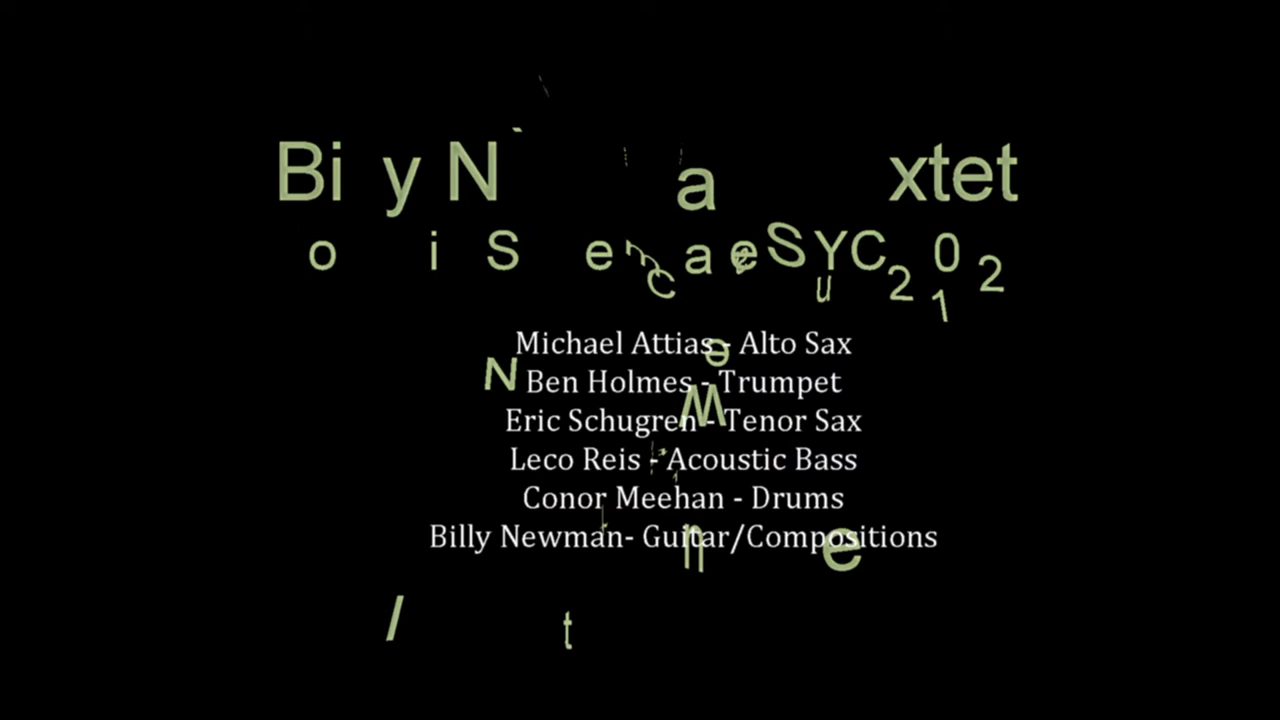 Bi y N a xtet
o i S e m c a e S Y C 2 0 2
u 1
Michael Attias - Alto Sax
e
N
Ben Holmes - Trumpet
W
Eric Schugren - Tenor Sax
Leco Reis - Acoustic Bass
Conor Meehan - Drums
Billy Newman- Guitar/Compositions
n e
l t